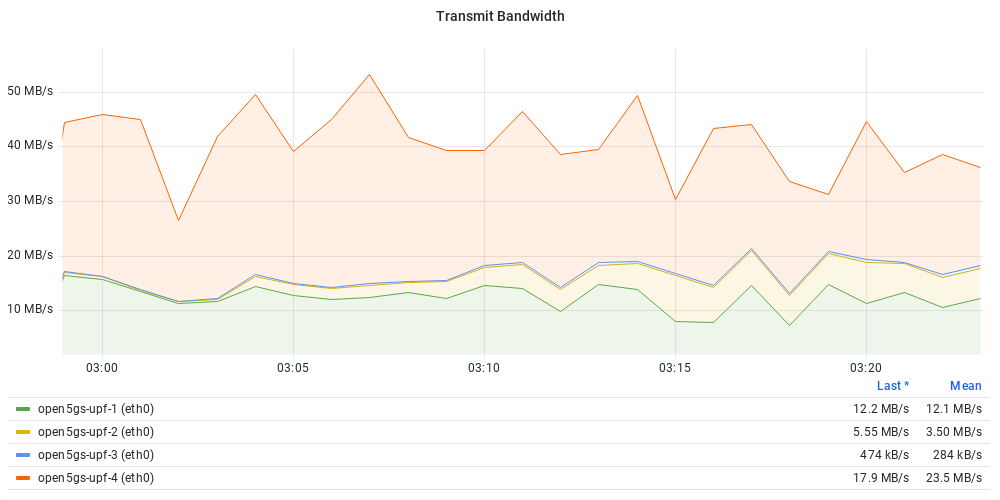 Transmit Bandwidth
50 MB/s
40 MB/s
30 MB/s
20 MB/s
10 MB/s
03:00 03:05 03:10 03:15 03:20
Last * Mean
open5gs-upf-1 (eth0) 12.2 MB/s 12.1 MB/s
open5gs-upf-2 (eth0) 5.55 MB/s 3.50 MB/s
open5gs-upf-3 (eth0) 474 kB/s 284 kB/s
open5gs-upf-4 (eth0) 17.9 MB/s 23.5 MB/s